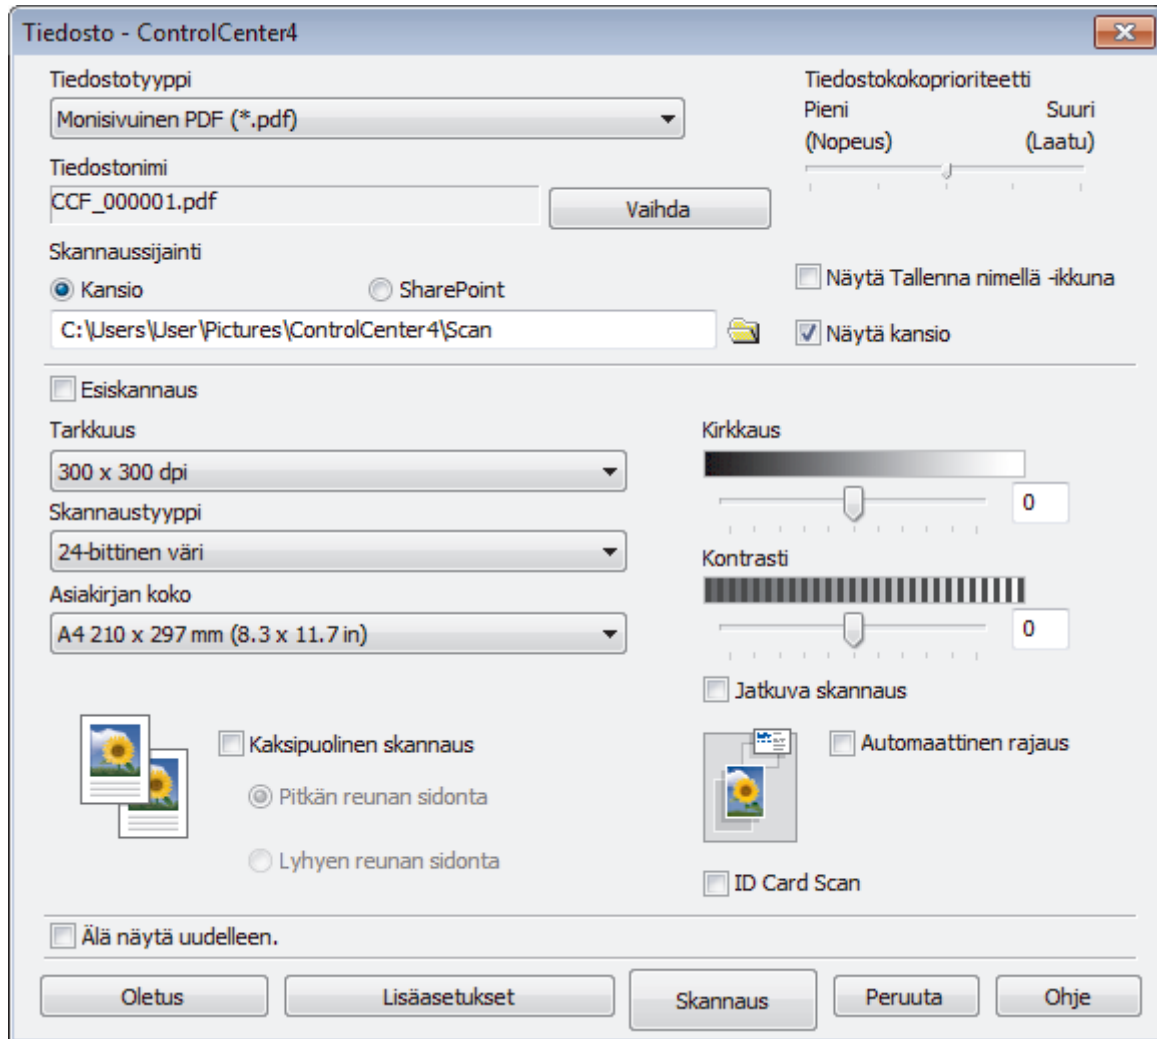 Tiedosto - ControlCenter4
Tiedostotyyppi
Monisivuinen PDF (*.pdf)
Tiedostokokoprioriteetti
Pieni Suuri
(Nopeus) (Laatu)
Tiedostonimi
CCF_000001.pdf
Vaihda
Skannaussijainti
Kansio
SharePoint
C:\Users\User\Pictures\ControlCenter4\Scan
Näytä Tallenna nimellä -ikkuna
Näytä kansio
Esiskannaus
Tarkkuus
300 x 300 dpi
Skannaustyyppi
24-bittinen väri
Asiakirjan koko
A4 210 x 297 mm (8.3 x 11.7 in)
Kirkkaus
0
Kontrasti
0
Jatkuva skannaus
Kaksipuolinen skannaus
Pitkän reunan sidonta
Lyhyen reunan sidonta
Automaattinen rajaus
ID Card Scan
Älä näytä uudelleen.
Oletus
Lisäasetukset
Skannaus
Peruuta
Ohje